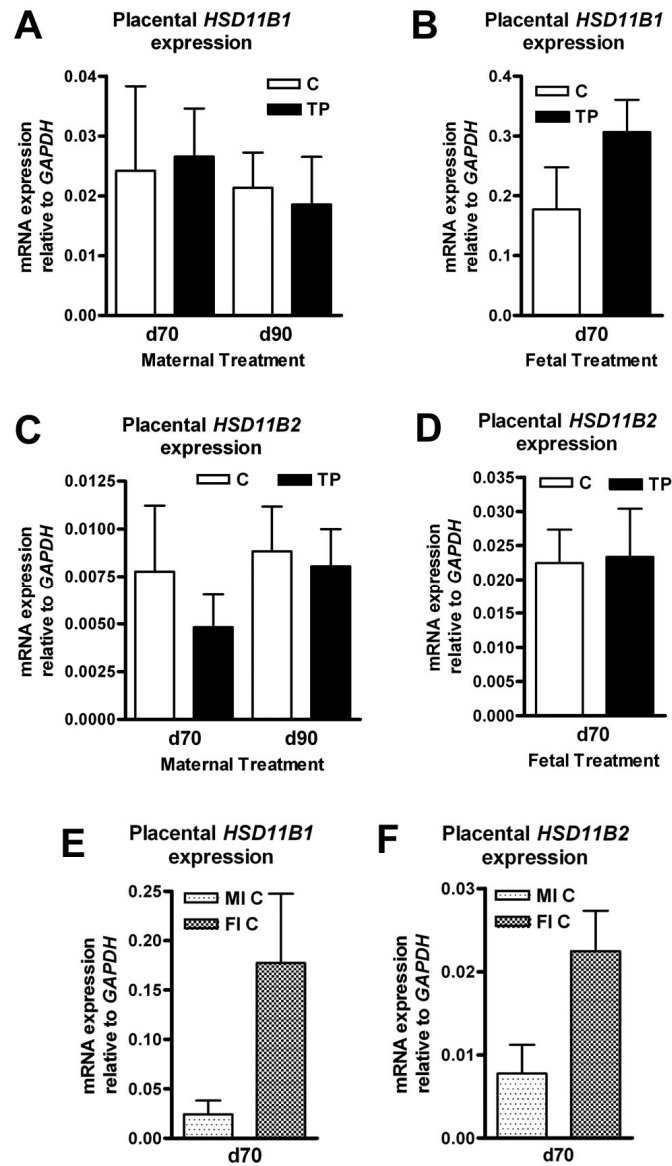 A
Placental HSD11B1
expression
mRNA expression
relative to GAPDH
0.04
0.03
0.02
0.01
0.00
C
TP
d70 d90
Maternal Treatment
B
Placental HSD11B1
expression
mRNA expression
relative to GAPDH
0.4
0.3
0.2
0.1
0.0
C
TP
d70
Fetal Treatment
C
Placental HSD11B2
expression
mRNA expression
relative to GAPDH
0.0125
0.0100
0.0075
0.0050
0.0025
0.0000
C TP
d70 d90
Maternal Treatment
D
Placental HSD11B2
expression
mRNA expression
relative to GAPDH
0.035
0.030
0.025
0.020
0.015
0.010
0.005
0.000
C TP
d70
Fetal Treatment
E
Placental HSD11B1
expression
mRNA expression
relative to GAPDH
0.25
0.20
0.15
0.10
0.05
0.00
MI C
FI C
d70
F
Placental HSD11B2
expression
mRNA expression
relative to GAPDH
0.03
0.02
0.01
0.00
MI C
FI C
d70